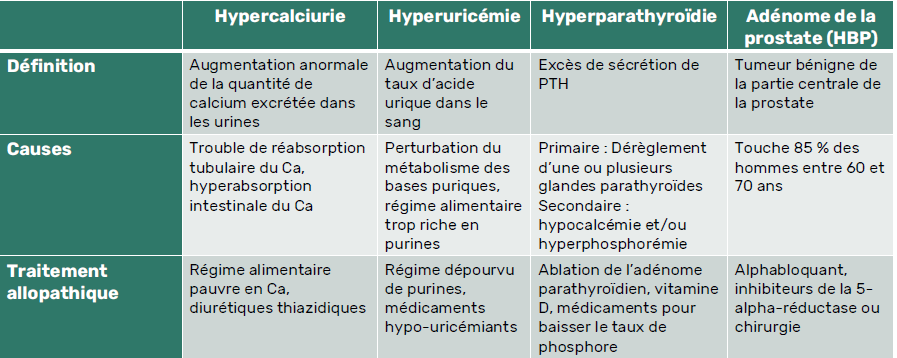 Hypercalciurie
Hyperuricémie
Hyperparathyroïdie
Adénome de la
prostate (HBP)
Définition
Augmentation anormale
de la quantité de
calcium excrétée dans
les urines
Augmentation du
taux d’acide
urique dans le
sang
Excès de sécrétion de
PTH
Tumeur bénigne de
la partie centrale de
la prostate
Causes
Trouble de réabsorption
tubulaire du Ca,
hyperabsorption
intestinale du Ca
Perturbation du
métabolisme des
bases puriques,
régime alimentaire
trop riche en
purines
Primaire : Dérèglement
d’une ou plusieurs
glandes parathyroïdes
Secondaire :
hypocalcémie et/ou
hyperphosphorémie
Touche 85 % des
hommes entre 60 et
70 ans
Traitement
allopathique
Régime alimentaire
pauvre en Ca,
diurétiques thiazidiques
Régime dépourvu
de purines,
médicaments
hypo-uricémiants
Ablation de l’adénome
parathyroïdien, vitamine
D, médicaments pour
baisser le taux de
phosphore
Alphabloquant,
inhibiteurs de la 5-
alpha-réductase ou
chirurgie